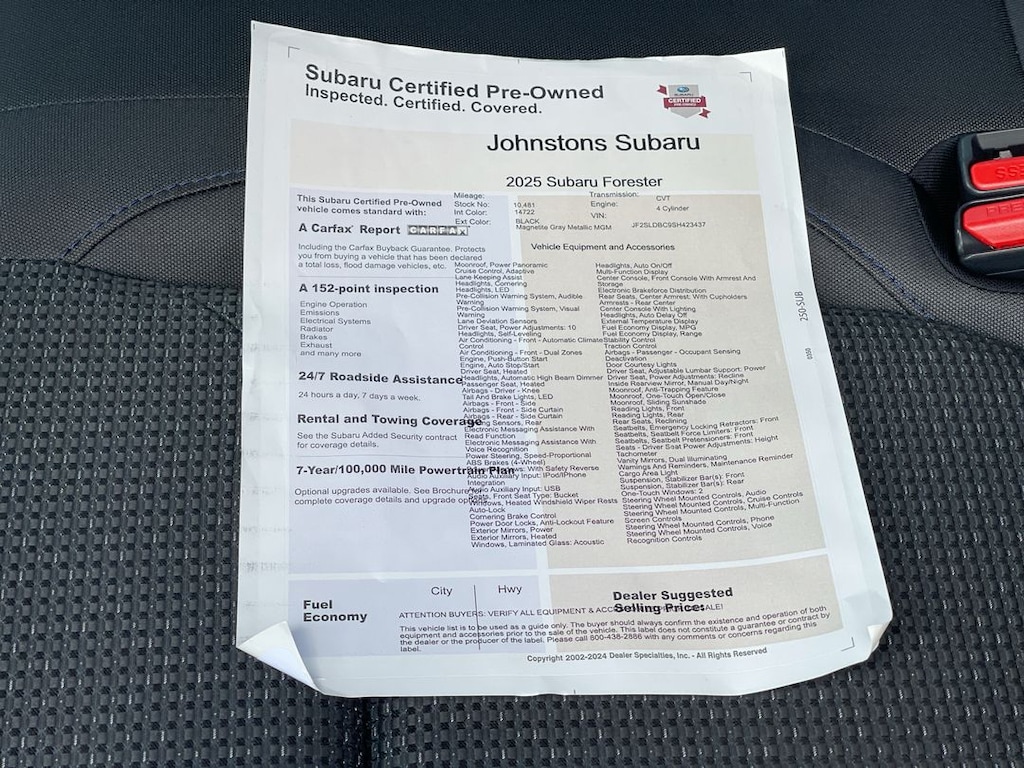 Subaru Certified Pre-Owned
Inspected. Certified. Covered.
SUBARU
CERTIFIED
PRE-OWNED
Johnstons Subaru
2025 Subaru Forester
Mileage: 10,481
Stock No: 14722
Int Color: BLACK
Ext Color: Magnetite Gray Metallic MGM
Transmission: CVT
Engine: 4 Cylinder
VIN: JF2SLDBC9SH423437
This Subaru Certified Pre-Owned
vehicle comes standard with:
A Carfax® Report CARFAX
Including the Carfax Buyback Guarantee. Protects
you from buying a vehicle that has been declared
a total loss, flood damage vehicles, etc.
A 152-point inspection
Engine Operation
Emissions
Electrical Systems
Radiator
Brakes
Exhaust
and many more
24/7 Roadside Assistance
24 hours a day, 7 days a week,
Rental and Towing Coverage
See the Subaru Added Security contract
for coverage details.
7-Year/100,000 Mile Powertrain Plan
Optional upgrades available. See Brochure for
complete coverage details and upgrade options.
Vehicle Equipment and Accessories
Moonroof, Power Panoramic
Cruise Control, Adaptive
Lane Keeping Assist
Headlights, Cornering
Headlights, LED
Pre-Collision Warning System, Audible
Warning
Pre-Collision Warning System, Visual
Warning
Lane Deviation Sensors
Driver Seat, Power Adjustments: 10
Headlights, Self-Leveling
Air Conditioning - Front - Automatic Climate
Control
Air Conditioning - Front - Dual Zones
Engine, Push-Button Start
Engine, Auto Stop/Start
Driver Seat, Heated
Headlights, Automatic High Beam Dimmer
Passenger Seat, Heated
Airbags - Driver - Knee
Tail And Brake Lights, LED
Airbags - Front - Side
Airbags - Front - Side Curtain
Airbags - Rear - Side Curtain
Sensors, Rear
Electronic Messaging Assistance With
Read Function
Electronic Messaging Assistance With
Voice Recognition
Power Steering, Speed-Proportional
ABS Brakes (4-Wheel)
With Safety Reverse
Audio Auxiliary Input: IPod/IPhone
Integration
Audio Auxiliary Input: USB
Seats, Front Seat Type: Bucket
Windows, Heated Windshield Wiper Rests
Auto-Lock
Cornering Brake Control
Power Door Locks, Anti-Lockout Feature
Exterior Mirrors, Power
Exterior Mirrors, Heated
Windows, Laminated Glass: Acoustic
Headlights, Auto On/Off
Multi-Function Display
Center Console, Front Console With Armrest And
Storage
Electronic Brakeforce Distribution
Rear Seats, Center Armrest: With Cupholders
Armrests - Rear Center
Center Console With Lighting
Headlights, Auto Delay Off
External Temperature Display
Fuel Economy Display, MPG
Fuel Economy Display, Range
Stability Control
Traction Control
Airbags - Passenger - Occupant Sensing
Deactivation
Door Courtesy Lights
Driver Seat, Adjustable Lumbar Support: Power
Driver Seat, Power Adjustments: Recline
Inside Rearview Mirror, Manual Day/Night
Moonroof, Anti-Trapping Feature
Moonroof, One-Touch Open/Close
Moonroof, Sliding Sunshade
Reading Lights, Front
Reading Lights, Rear
Rear Seats, Reclining
Seatbelts, Emergency Locking Retractors: Front
Seatbelts, Seatbelt Force Limiters: Front
Seatbelts, Seatbelt Pretensioners: Front
Seats - Driver Seat Power Adjustments: Height
Tachometer
Vanity Mirrors, Dual Illuminating
Warnings And Reminders, Maintenance Reminder
Cargo Area Light
Suspension, Stabilizer Bar(s): Front
Suspension, Stabilizer Bar(s): Rear
One-Touch Windows: 2
Steering Wheel Mounted Controls, Audio
Steering Wheel Mounted Controls, Cruise Controls
Steering Wheel Mounted Controls, Multi-Function
Screen Controls
Steering Wheel Mounted Controls, Phone
Steering Wheel Mounted Controls, Voice
Recognition Controls
250-SUB
Fuel
Economy
City
Hwy
Dealer Suggested
Selling Price:
ATTENTION BUYERS: VERIFY ALL EQUIPMENT & SALE!
This vehicle list is to be used as a guide only. The buyer should always confirm the existence and operation of both
equipment and accessories prior to the sale of the vehicle. This label does not constitute a guarantee or contract by
the dealer or the producer of the label. Please call 800-438-2886 with any comments or concerns regarding this
label.
Copyright 2002-2024 Dealer Specialties, Inc. - All Rights Reserved
PRESS